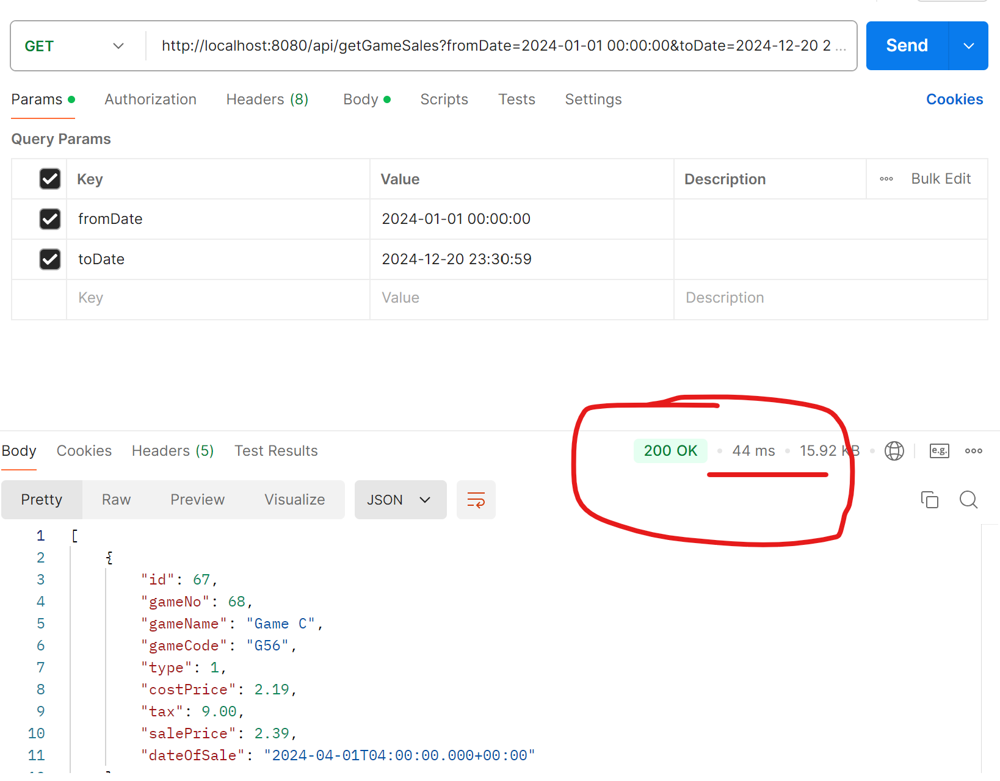 GET http://localhost:8080/api/getGameSales?fromDate=2024-01-01 00:00:00&toDate=2024-12-20 2 ... Send
Params Authorization Headers (8) Body Scripts Tests Settings Cookies
Query Params
Key Value Description Bulk Edit
fromDate 2024-01-01 00:00:00
toDate 2024-12-20 23:30:59
Key Value Description
Body Cookies Headers (5) Test Results 200 OK 44 ms 15.92 KB e.g.
Pretty Raw Preview Visualize JSON
1 [
2 {
3 "id": 67,
4 "gameNo": 68,
5 "gameName": "Game C",
6 "gameCode": "G56",
7 "type": 1,
8 "costPrice": 2.19,
9 "tax": 9.00,
10 "salePrice": 2.39,
11 "dateOfSale": "2024-04-01T04:00:00.000+00:00"